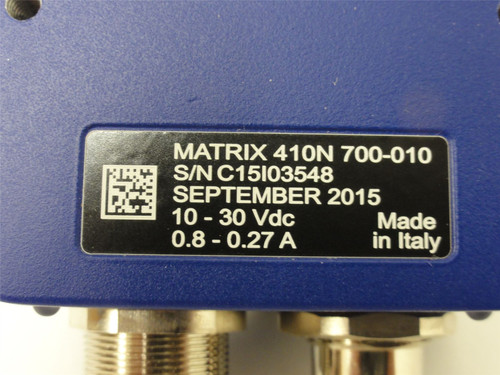 MATRIX 410N 700-010
S/N C15I03548
SEPTEMBER 2015
10 - 30 Vdc
0.8 - 0.27 A
Made
in Italy